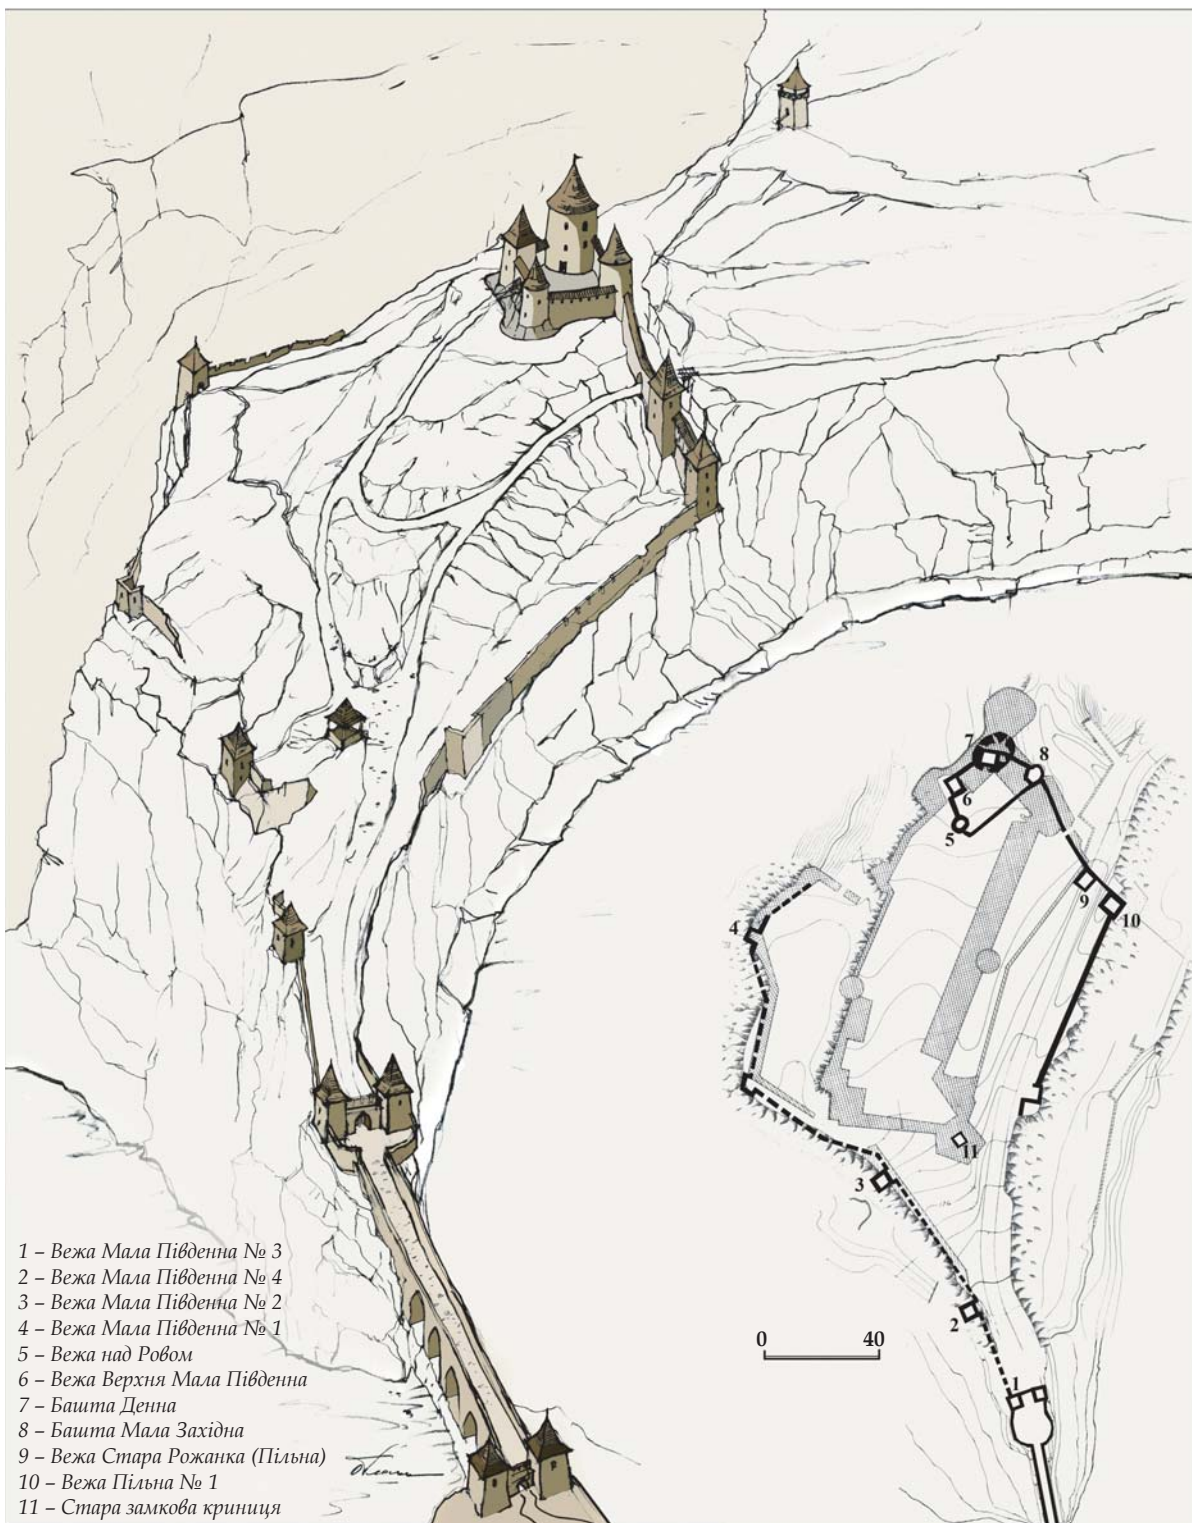 7
8
6
5
9
4
10
11
3
0 40
2
1
1 – Вежа Мала Південна № 3
2 – Вежа Мала Південна № 4
3 – Вежа Мала Південна № 2
4 – Вежа Мала Південна № 1
5 – Вежа над Ровом
6 – Вежа Верхня Мала Південна
7 – Башта Денна
8 – Башта Мала Західна
9 – Вежа Стара Рожанка (Пільна)
10 – Вежа Пільна № 1
11 – Стара замкова криниця